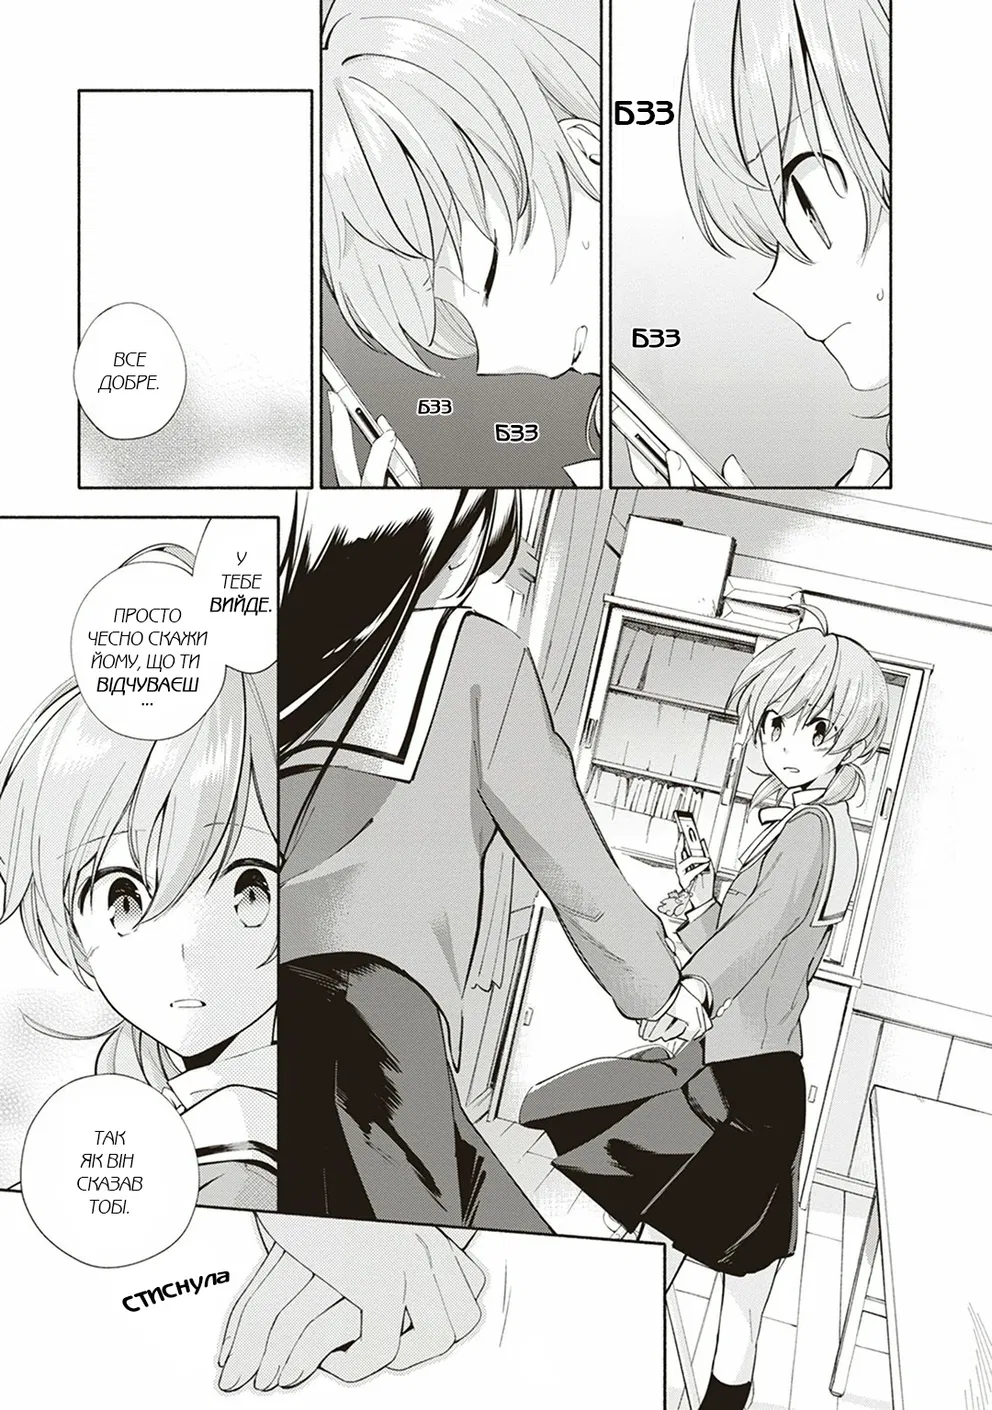 БЗЗ
БЗЗ
БЗЗ
БЗЗ
ВСЕ
ДОБРЕ.
У
ТЕБЕ
ВИЙДЕ.
ПРОСТО
ЧЕСНО СКАЖИ
ЙОМУ, ЩО ТИ
ВІДЧУВАЄШ
...
ТАК
ЯК ВІН
СКАЗАВ
ТОБІ.
СТИСНУЛА